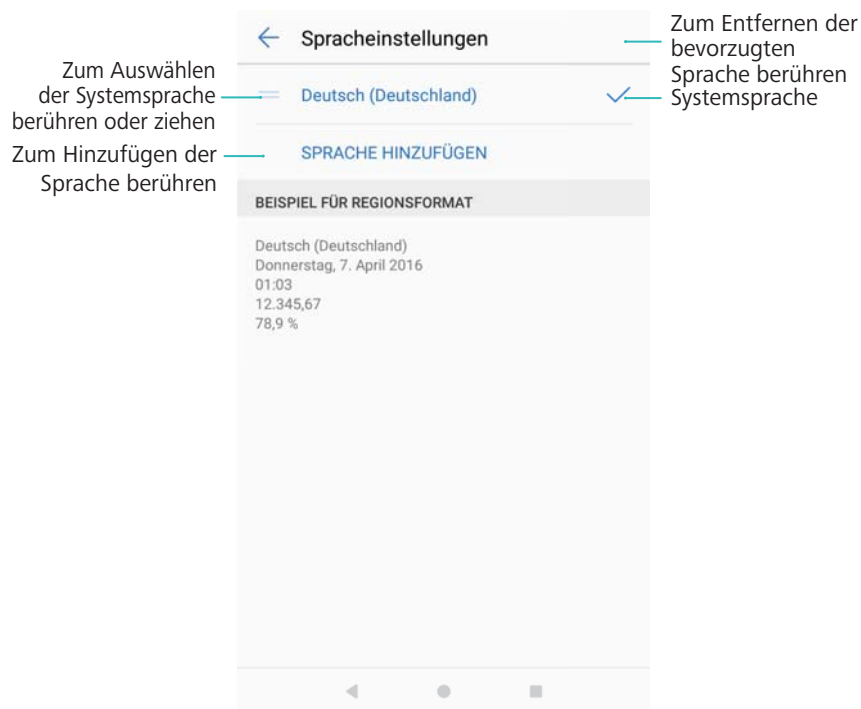 Spracheinstellungen
Zum Entfernen der
bevorzugten
Sprache berühren
Zum Auswählen
der Systemsprache
berühren oder ziehen
Deutsch (Deutschland)
Systemsprache
Zum Hinzufügen der
Sprache berühren
SPRACHE HINZUFÜGEN
BEISPIEL FÜR REGIONSFORMAT
Deutsch (Deutschland)
Donnerstag, 7. April 2016
01:03
12.345,67
78,9 %